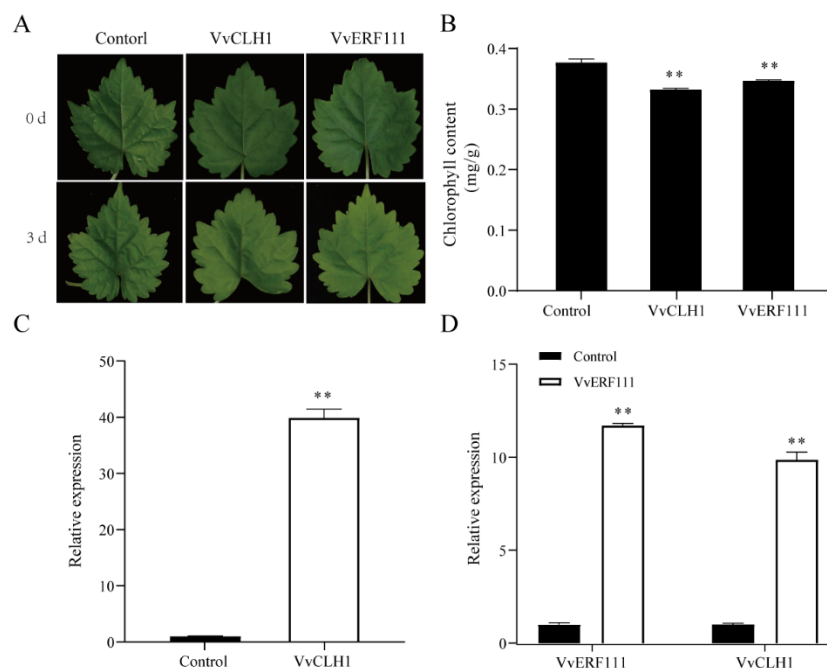 A
Contorl VvCLH1 VvERF111
0 d
3 d
B
Chlorophyll content
(mg/g)
0.4
0.3
0.2
0.1
0.0
**
**
Control VvCLH1 VvERF111
C
Relative expression
50
40
30
20
10
0
**
Control VvCLH1
D
Control
VvERF111
Relative expression
15
10
5
0
**
**
VvERF111 VvCLH1